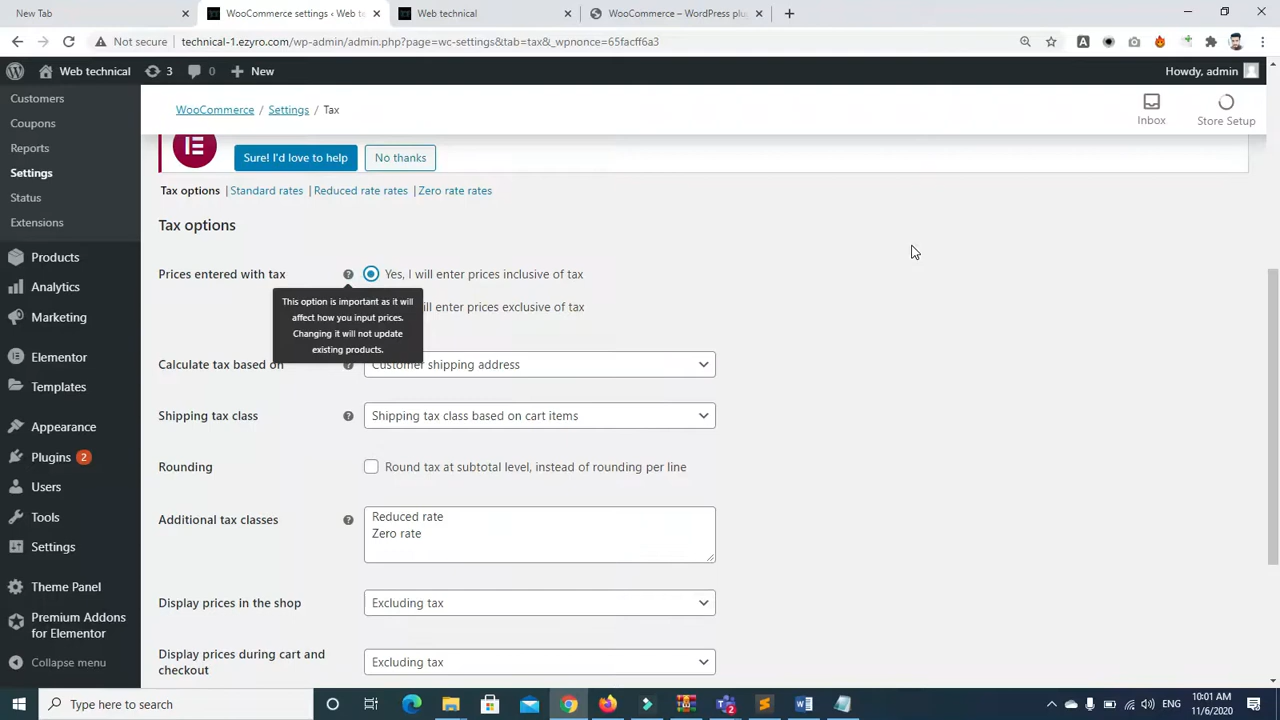 New Tab
WooCommerce settings ‹ Web te
Web technical
WooCommerce – WordPress plu
Not secure
technical-1.ezyro.com/wp-admin/admin.php?page=wc-settings&tab=tax&_wpnonce=65facff6a3
Web technical
3
0
New
Howdy, admin
Customers
Coupons
Reports
Settings
Status
Extensions
Products
Analytics
Marketing
Elementor
Templates
Appearance
Plugins 2
Users
Tools
Settings
Theme Panel
Premium Addons
for Elementor
Collapse menu
WooCommerce / Settings / Tax
Inbox
Store Setup
Sure! I'd love to help
No thanks
Tax options | Standard rates | Reduced rate rates | Zero rate rates
Tax options
Prices entered with tax
Yes, I will enter prices inclusive of tax
will enter prices exclusive of tax
This option is important as it will
affect how you input prices.
Changing it will not update
existing products.
Calculate tax based on
Customer shipping address
Shipping tax class
Shipping tax class based on cart items
Rounding
Round tax at subtotal level, instead of rounding per line
Additional tax classes
Reduced rate
Zero rate
Display prices in the shop
Excluding tax
Display prices during cart and
checkout
Excluding tax
Type here to search
2
ENG
10:01 AM
11/6/2020